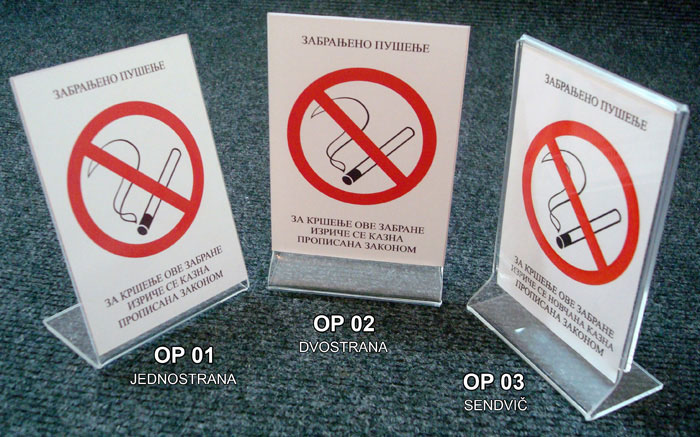 ЗАБРАЊЕНО ПУШЕЊЕ
ЗА КРШЕЊЕ ОВЕ ЗАБРАНЕ
ИЗРИЧЕ СЕ КАЗНА
ПРОПИСАНА ЗАКОНОМ
OP 01
JEDNOSTRANA
ЗАБРАЊЕНО ПУШЕЊЕ
ЗА КРШЕЊЕ ОВЕ ЗАБРАНЕ
ИЗРИЧЕ СЕ КАЗНА
ПРОПИСАНА ЗАКОНОМ
OP 02
DVOSTRANA
ЗАБРАЊЕНО ПУШЕЊЕ
ЗА КРШЕЊЕ ОВЕ ЗАБРАНЕ
ИЗРИЧЕ СЕ НОВЧАНА КАЗНА
ПРОПИСАНА ЗАКОНОМ
OP 03
SENDVIČ